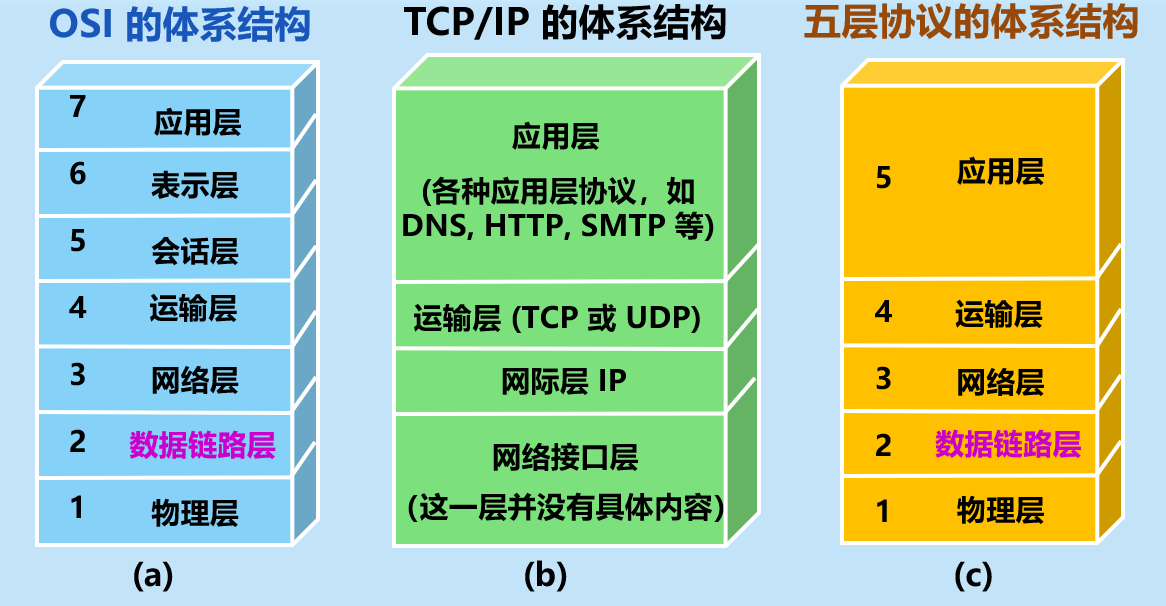 OSI 的体系结构
7 应用层
6 表示层
5 会话层
4 运输层
3 网络层
2 数据链路层
1 物理层
(a)
TCP/IP 的体系结构
应用层
(各种应用层协议，如
DNS, HTTP, SMTP 等)
运输层 (TCP 或 UDP)
网际层 IP
网络接口层
(这一层并没有具体内容)
(b)
五层协议的体系结构
5 应用层
4 运输层
3 网络层
2 数据链路层
1 物理层
(c)